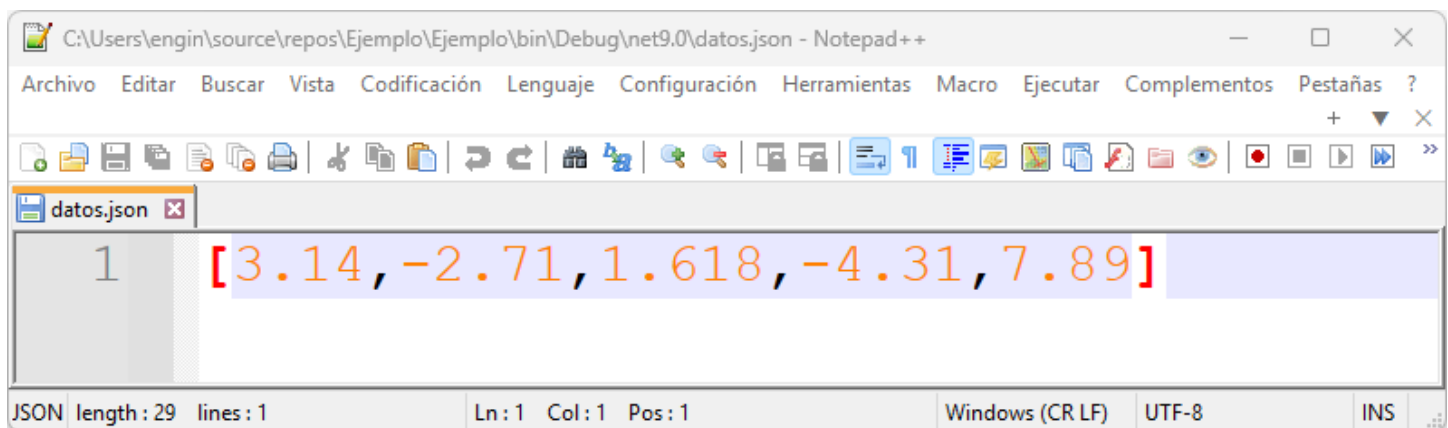 C:\Users\engin\source\repos\Ejemplo\Ejemplo\bin\Debug\net9.0\datos.json - Notepad++
Archivo Editar Buscar Vista Codificación Lenguaje Configuración Herramientas Macro Ejecutar Complementos Pestañas ?
datos.json
1 [3.14,-2.71,1.618,-4.31,7.89]
JSON length : 29 lines : 1 Ln : 1 Col : 1 Pos : 1 Windows (CR LF) UTF-8 INS